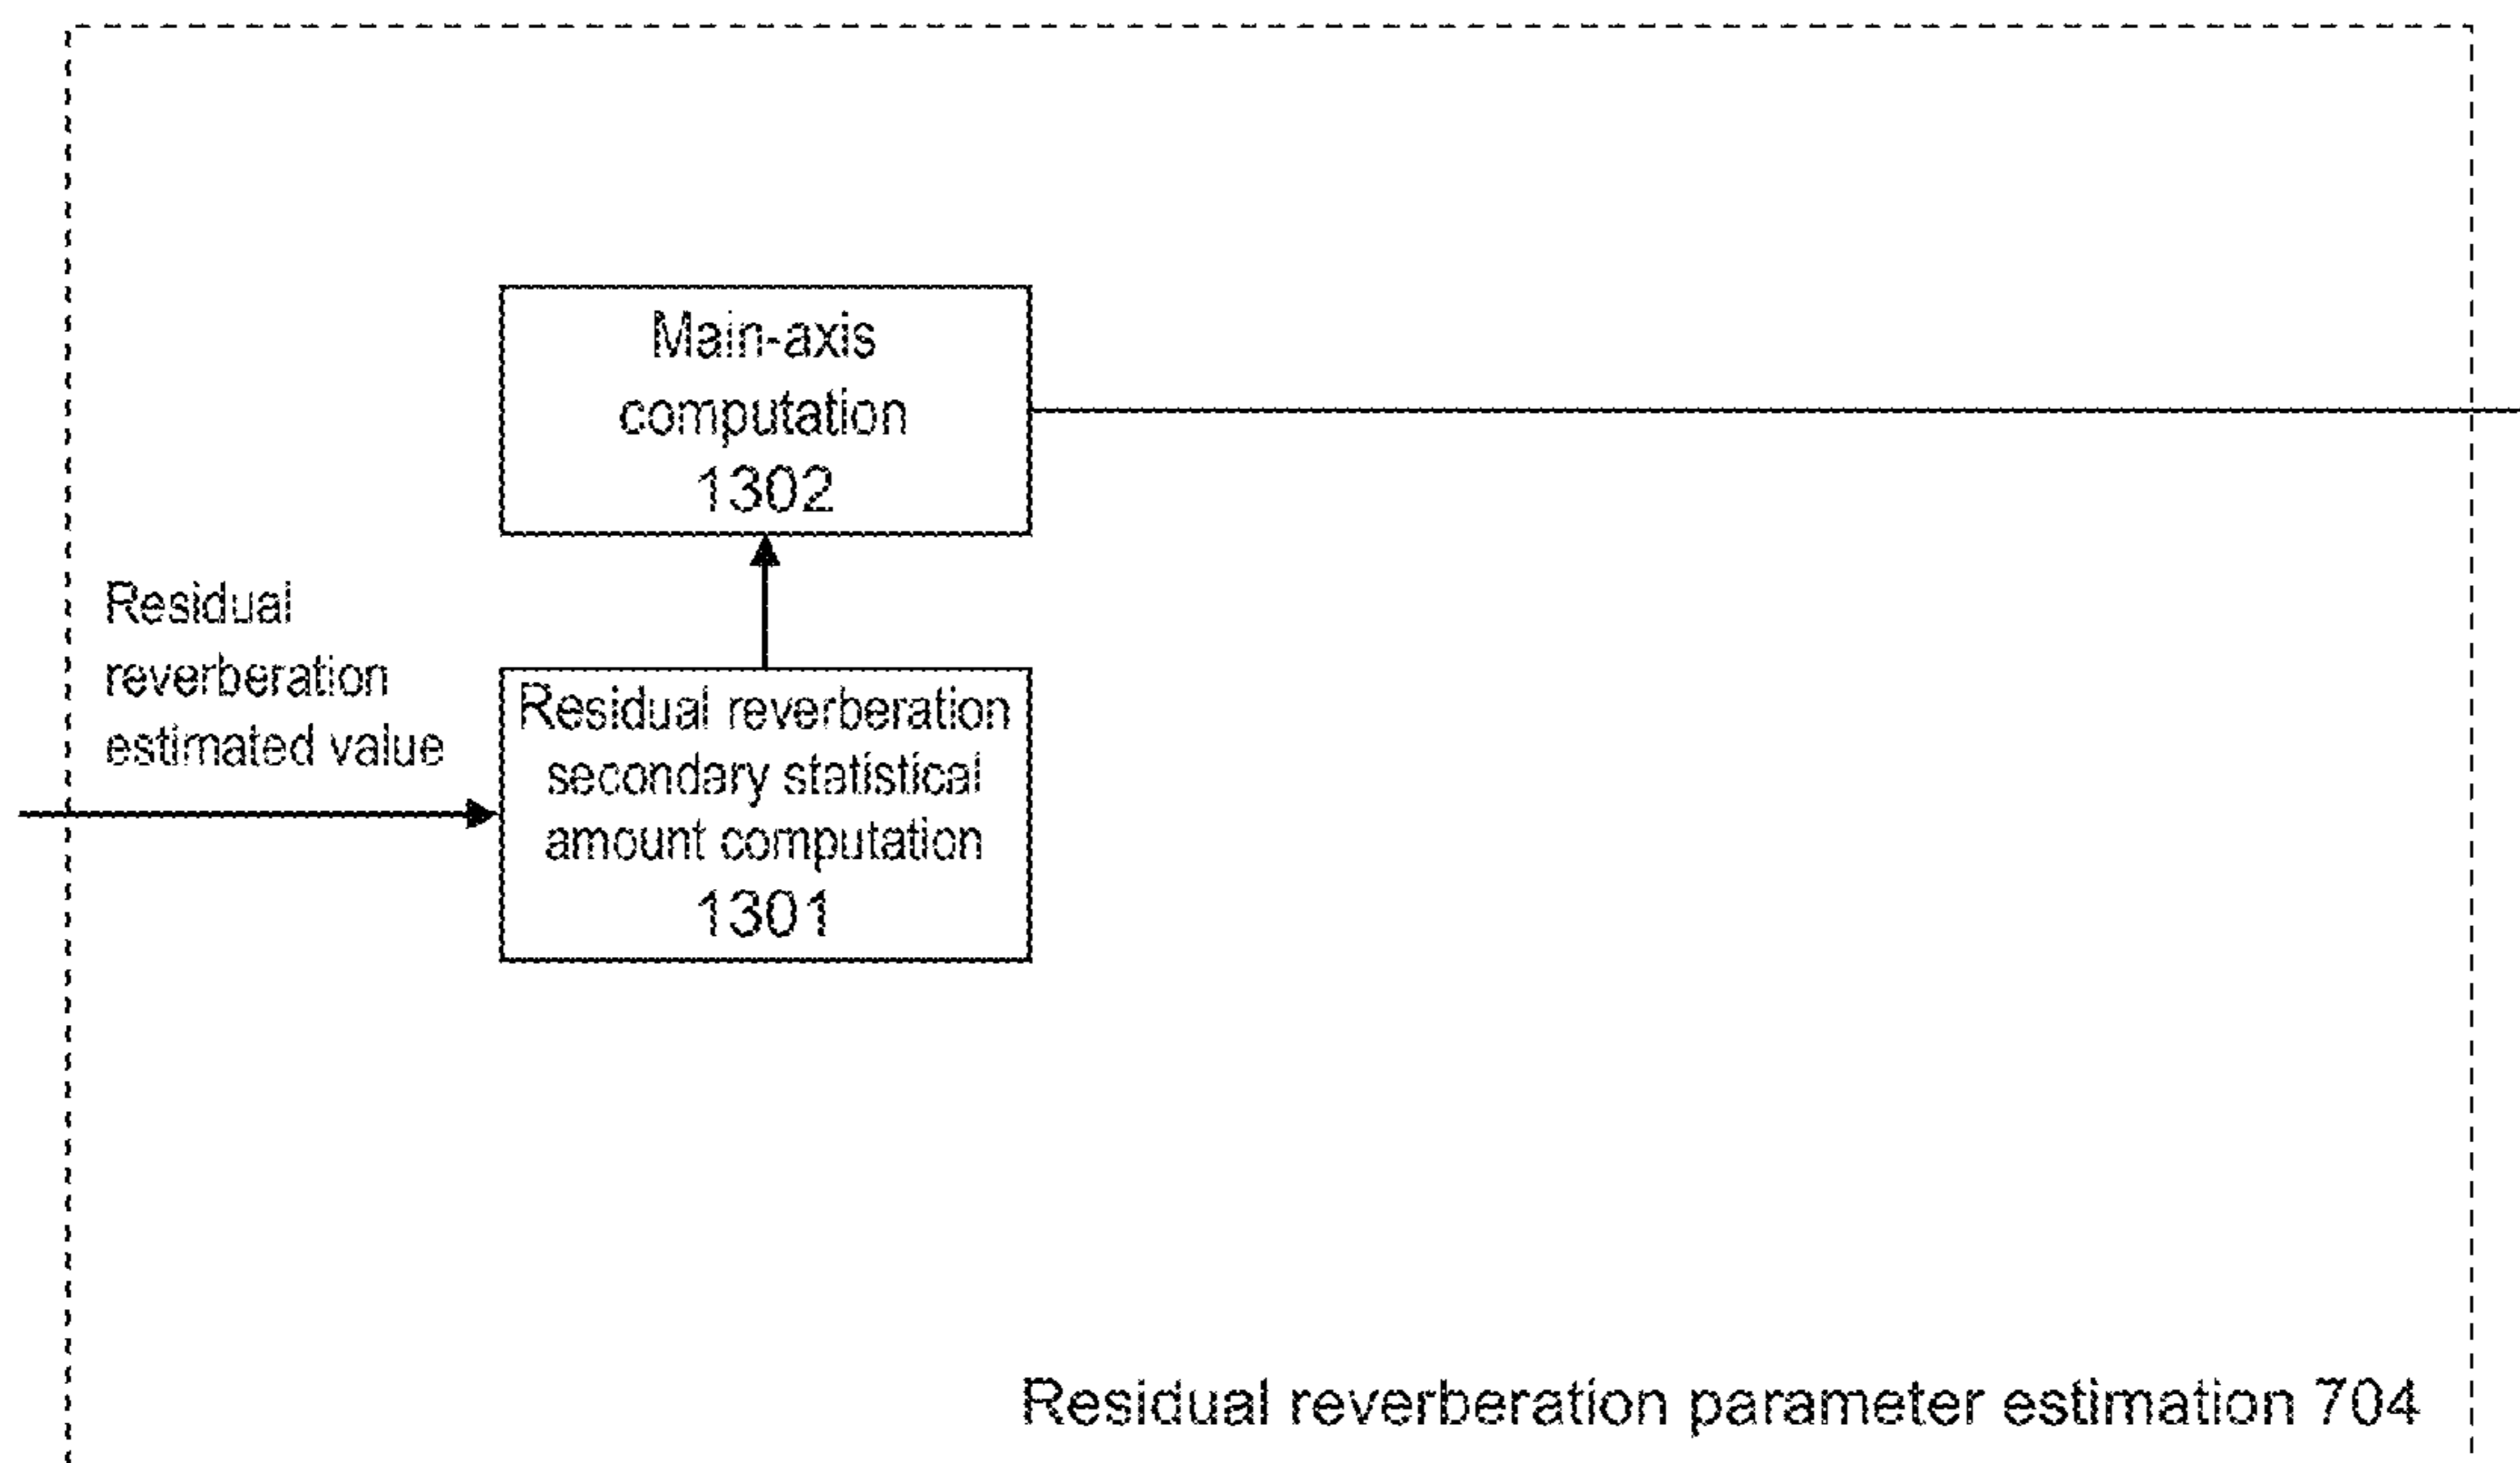 Main-axis
computation
1302
Residual
reverberation
estimated value
Residual reverberation
secondary statistical
amount computation
1301
Residual reverberation parameter estimation 704